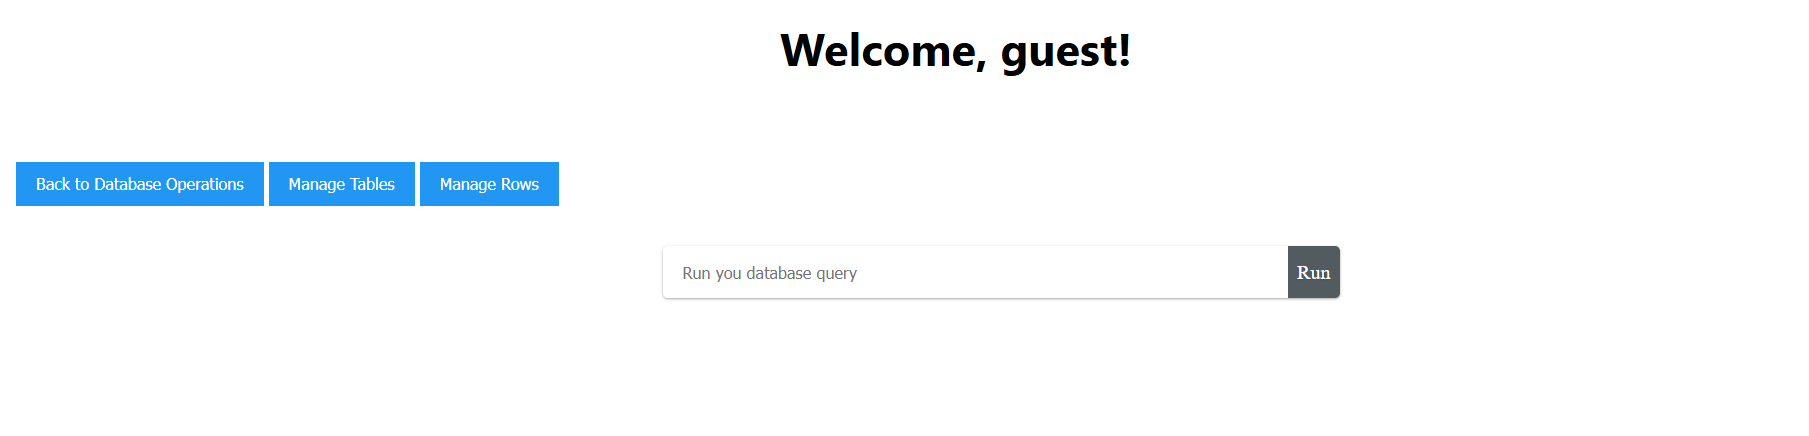 Welcome, guest!
Back to Database Operations Manage Tables Manage Rows
Run you database query Run